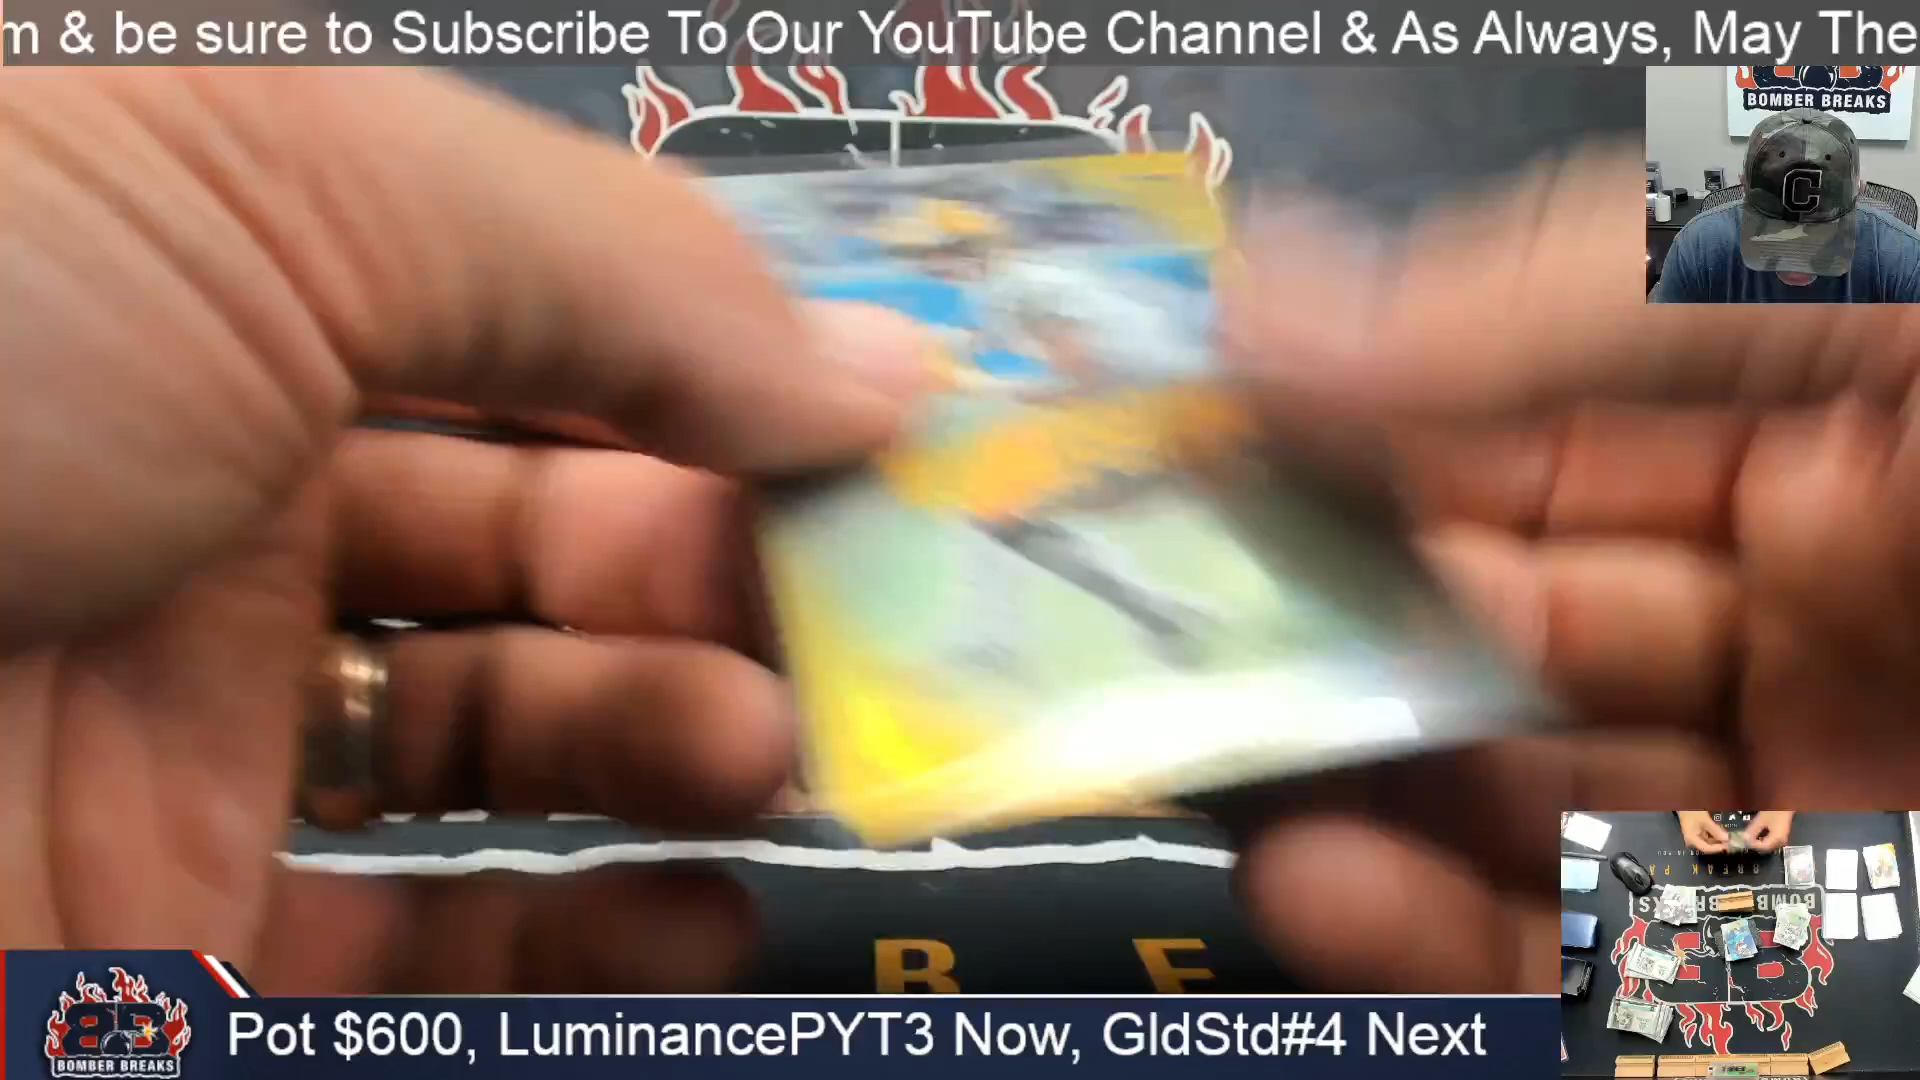 m & be sure to Subscribe To Our YouTube Channel & As Always, May The
BOMBER BREAKS
C
B E
BB
BOMBER BREAKS
Pot $600, LuminancePYT3 Now, GldStd#4 Next